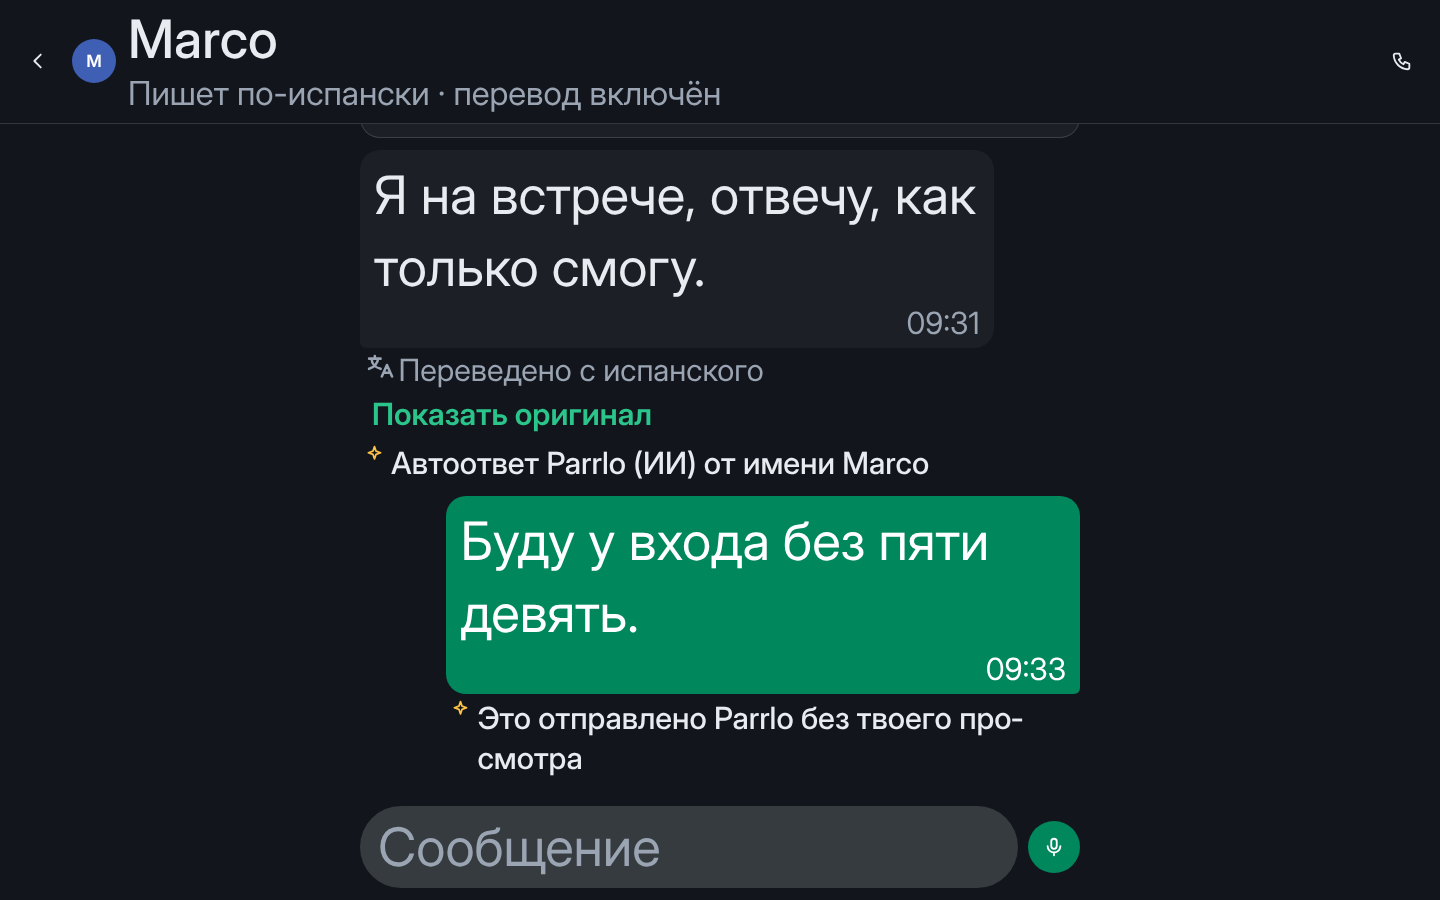 M
Marco
Пишет по-испански · перевод включён
Я на встрече, отвечу, как
только смогу.
09:31
Переведено с испанского
Показать оригинал
Автоответ Parrlo (ИИ) от имени Marco
Буду у входа без пяти
девять.
09:33
Это отправлено Parrlo без твоего про-
смотра
Сообщение